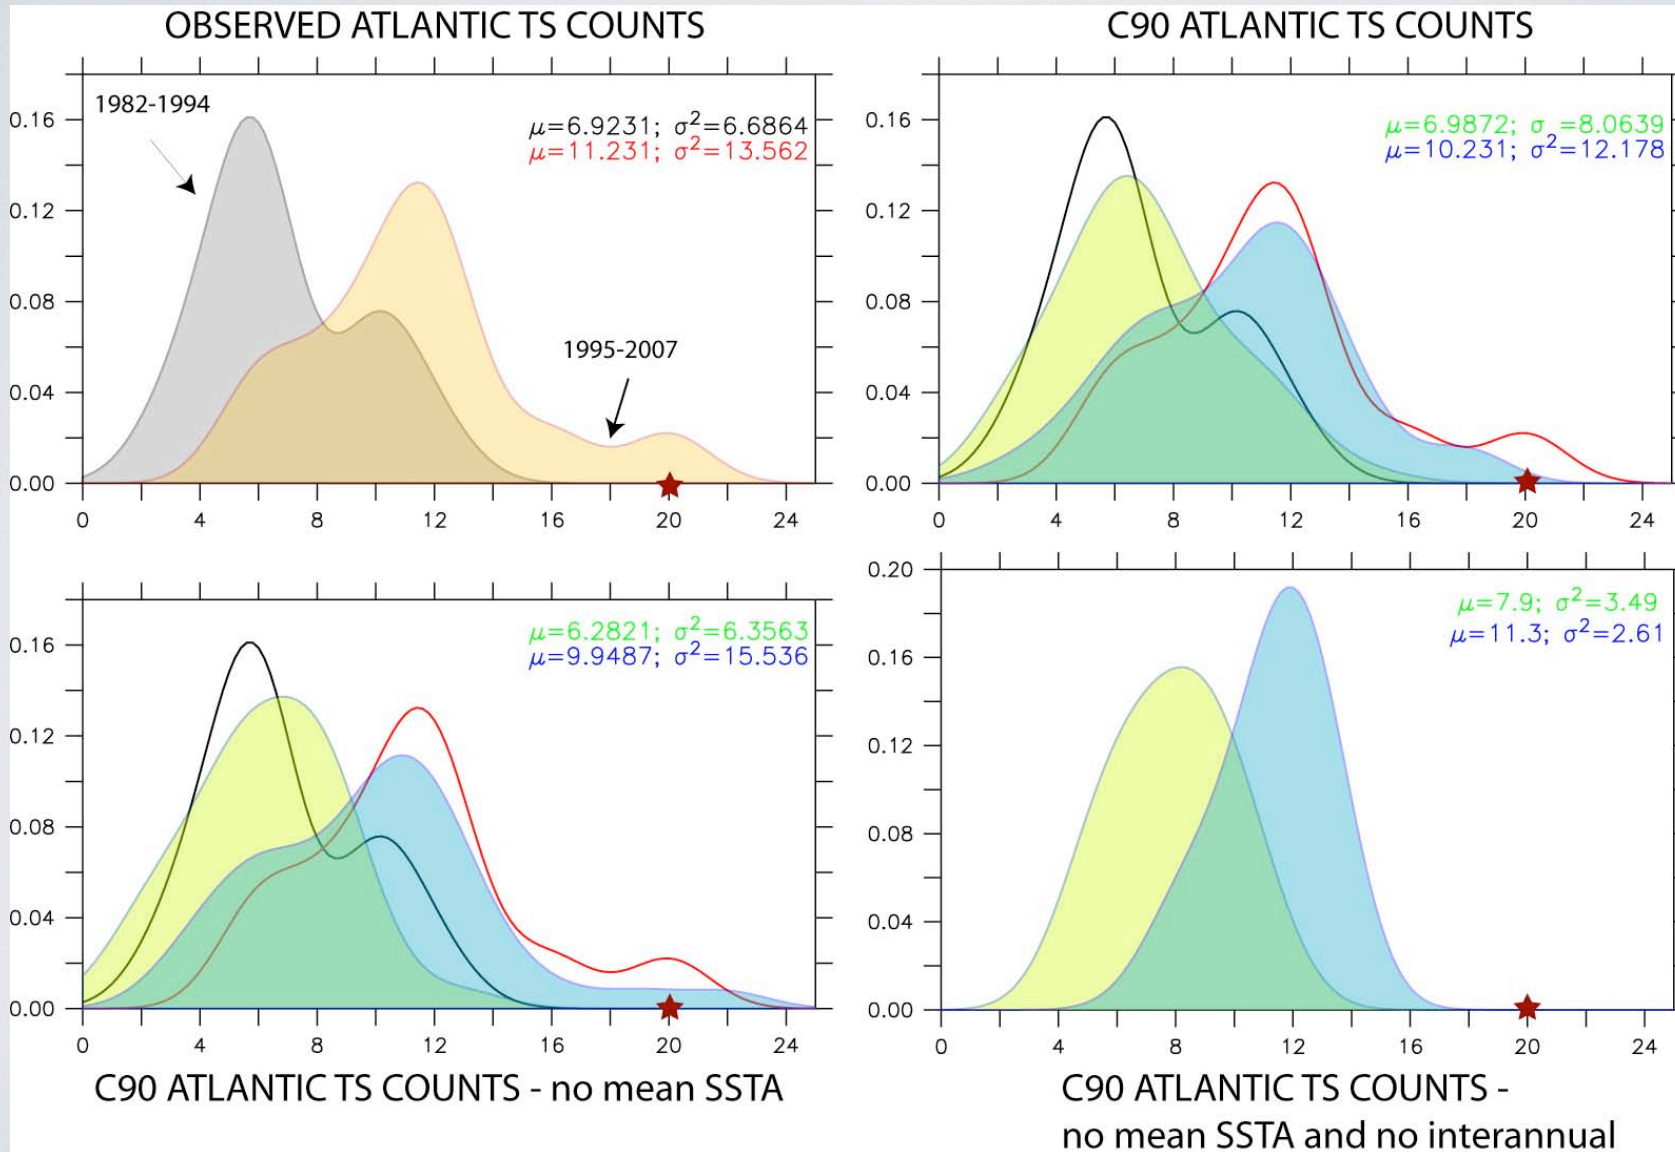 OBSERVED ATLANTIC TS COUNTS
1982-1994
μ=6.9231; σ²=6.6864
μ=11.231; σ²=13.562
1995-2007
0.16
0.12
0.08
0.04
0.00
0 4 8 12 16 20 24
C90 ATLANTIC TS COUNTS
μ=6.9872; σ =8.0639
μ=10.231; σ²=12.178
0.16
0.12
0.08
0.04
0.00
0 4 8 12 16 20 24
μ=6.2821; σ²=6.3563
μ=9.9487; σ²=15.536
0.16
0.12
0.08
0.04
0.00
0 4 8 12 16 20 24
C90 ATLANTIC TS COUNTS - no mean SSTA
0.20
μ=7.9; σ²=3.49
μ=11.3; σ²=2.61
0.16
0.12
0.08
0.04
0.00
0 4 8 12 16 20 24
C90 ATLANTIC TS COUNTS -
no mean SSTA and no interannual